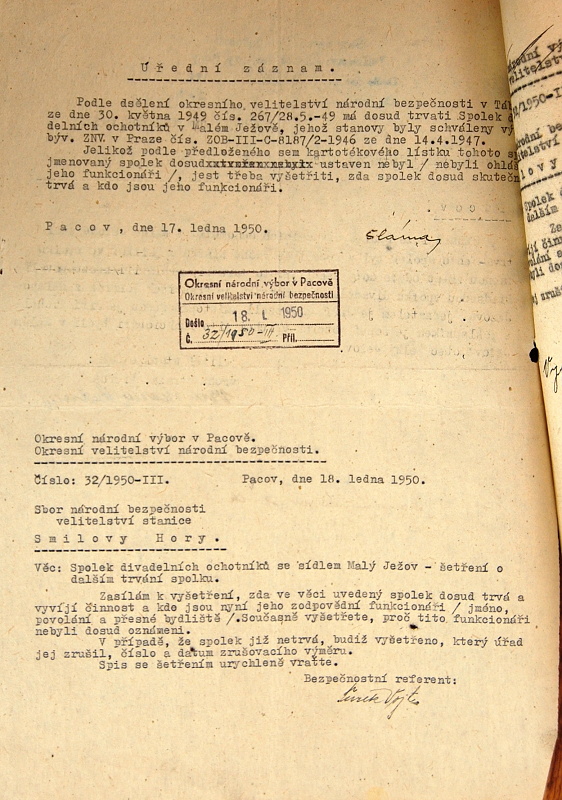 Úřední záznam.
Podle dsělení okresního velitelství národní bezpečnosti v
ze dne 30. května 1949 čís. 267/28.5.-49 má dosud trvati Spolek
delních ochotníků v Malém Ježově, jehož stanovy byly schváleny
býv. ZNV. v Praze čís. ZOB-III-C-8187/2-1946 ze dne 14.4.1947.
Jelikož podle předloženého sem kartotékového lístku tohoto
jmenovaný spolek dosud ustaven nebyl / nebyli
jeho funkcionáři /, jest třeba vyšetřiti, zda spolek dosud
trvá a kdo jsou jeho funkcionáři.
Pacov, dne 17. ledna 1950.
Sláma
Okresní národní výbor v Pacově
Okresní velitelství národní bezpečnosti
Došlo 18. I. 1950
Č. 32/1950-III Příl.
Okresní národní výbor v Pacově.
Okresní velitelství národní bezpečnosti.
Číslo: 32/1950-III. Pacov, dne 18. ledna 1950.
Sbor národní bezpečnosti
velitelství stanice
Smilovy Hory.
Věc: Spolek divadelních ochotníků se sídlem Malý Ježov - šetření o
dalším trvání spolku.
Zasílám k vyšetření, zda ve věci uvedený spolek dosud trvá a
vyvíjí činnost a kde jsou nyní jeho zodpovědní funkcionáři / jméno,
povolání a přesné bydliště /. Současně vyšetřete, proč tito funkcionáři
nebyli dosud oznámeni.
V případě, že spolek již netrvá, budiž vyšetřeno, který úřad
jej zrušil, číslo a datum zrušovacího výměru.
Spis se šetřením urychleně vraťte.
Bezpečnostní referent: